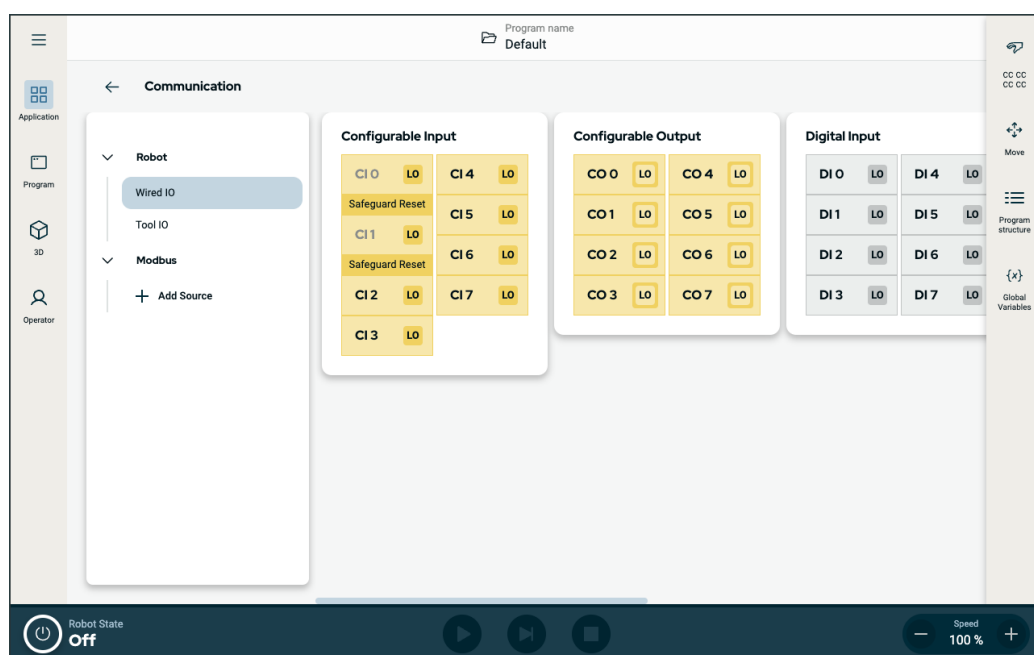 Program name
Default
Application
Program
3D
Operator
Communication
Robot
Wired IO
Tool IO
Modbus
Add Source
Configurable Input
CI 0 LO CI 4 LO
Safeguard Reset
CI 5 LO
CI 1 LO
CI 6 LO
Safeguard Reset
CI 2 LO CI 7 LO
CI 3 LO
Configurable Output
CO 0 LO CO 4 LO
CO 1 LO CO 5 LO
CO 2 LO CO 6 LO
CO 3 LO CO 7 LO
Digital Input
DI 0 LO DI 4 LO
DI 1 LO DI 5 LO
DI 2 LO DI 6 LO
DI 3 LO DI 7 LO
CC CC
CC CC
Move
Program
structure
{x}
Global
Variables
Robot State
Off
Speed
100 %